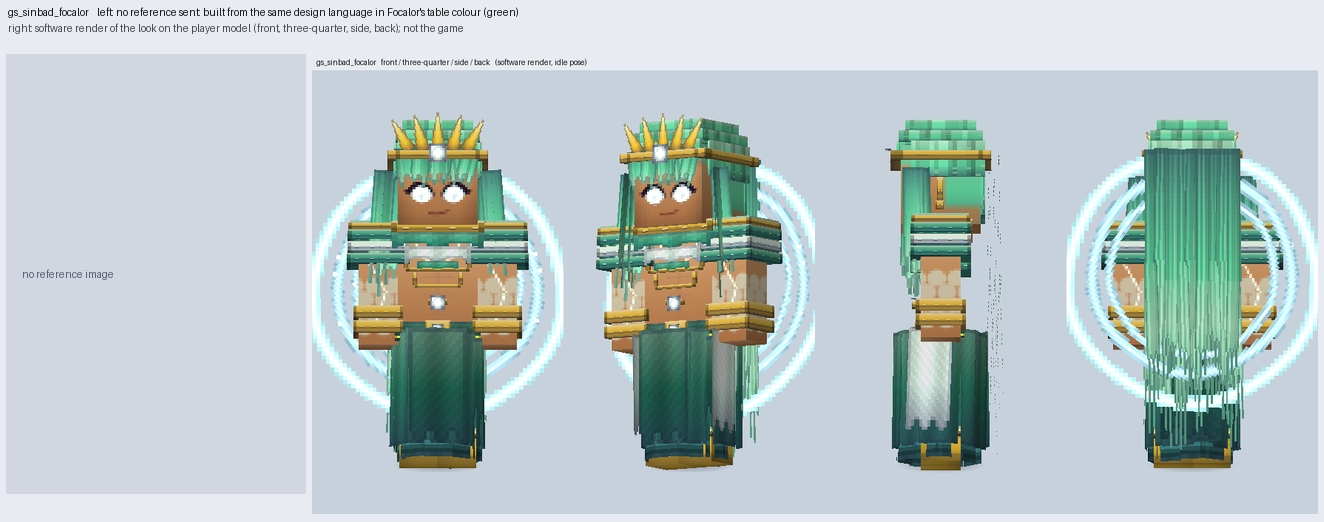 gs_sinbad_focalor left: no reference sent: built from the same design language in Focalor's table colour (green)
right: software render of the look on the player model (front, three-quarter, side, back); not the game
gs_sinbad_focalor front / three-quarter / side / back (software render, idle pose)
no reference image